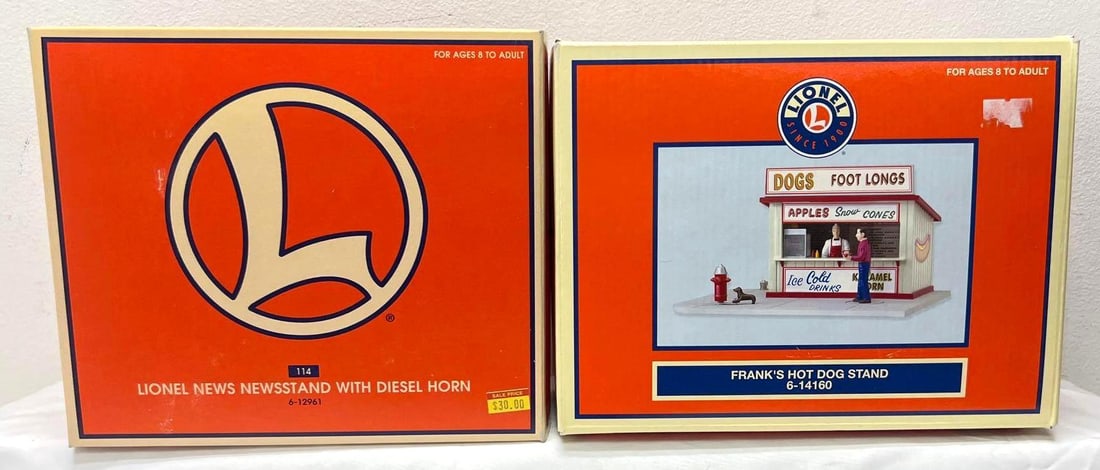 FOR AGES 8 TO ADULT
L
®
114
LIONEL NEWS NEWSSTAND WITH DIESEL HORN
6-12961
SALE PRICE
$30.00
FOR AGES 8 TO ADULT
LIONEL
L
SINCE 1900
®
DOGS FOOT LONGS
APPLES Snow CONES
Ice Cold DRINKS
FRANK'S HOT DOG STAND
6-14160